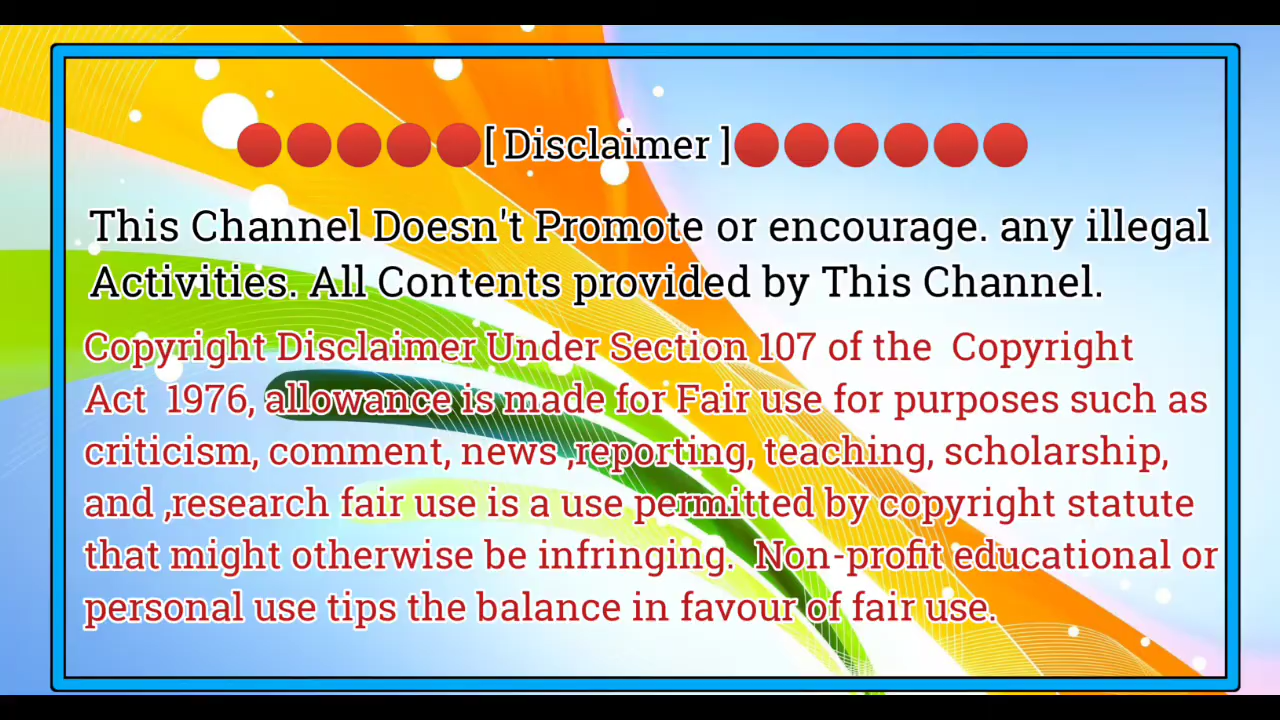 🔴🔴🔴🔴🔴[ Disclaimer ]🔴🔴🔴🔴🔴🔴
This Channel Doesn't Promote or encourage. any illegal
Activities. All Contents provided by This Channel.
Copyright Disclaimer Under Section 107 of the  Copyright
Act  1976, allowance is made for Fair use for purposes such as
criticism, comment, news ,reporting, teaching, scholarship,
and ,research fair use is a use permitted by copyright statute
that might otherwise be infringing.  Non-profit educational or
personal use tips the balance in favour of fair use.